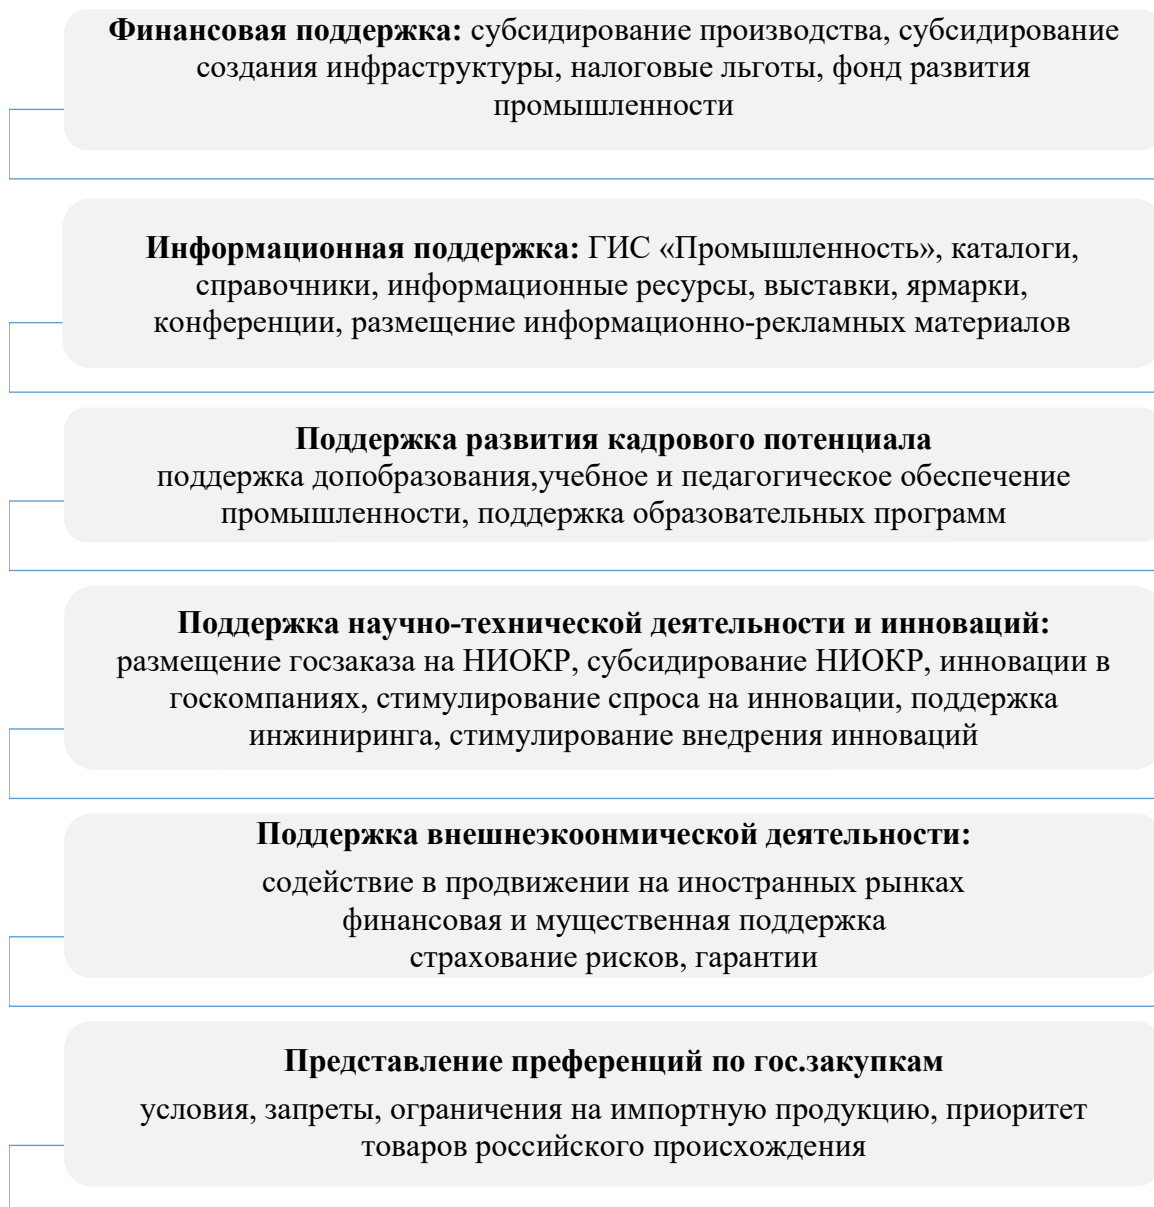 Финансовая поддержка: субсидирование производства, субсидирование
создания инфраструктуры, налоговые льготы, фонд развития
промышленности
Информационная поддержка: ГИС «Промышленность», каталоги,
справочники, информационные ресурсы, выставки, ярмарки,
конференции, размещение информационно-рекламных материалов
Поддержка развития кадрового потенциала
поддержка допобразования,учебное и педагогическое обеспечение
промышленности, поддержка образовательных программ
Поддержка научно-технической деятельности и инноваций:
размещение госзаказа на НИОКР, субсидирование НИОКР, инновации в
госкомпаниях, стимулирование спроса на инновации, поддержка
инжиниринга, стимулирование внедрения инноваций
Поддержка внешнеэкоонмической деятельности:
содействие в продвижении на иностранных рынках
финансовая и мущественная поддержка
страхование рисков, гарантии
Представление преференций по гос.закупкам
условия, запреты, ограничения на импортную продукцию, приоритет
товаров российского происхождения